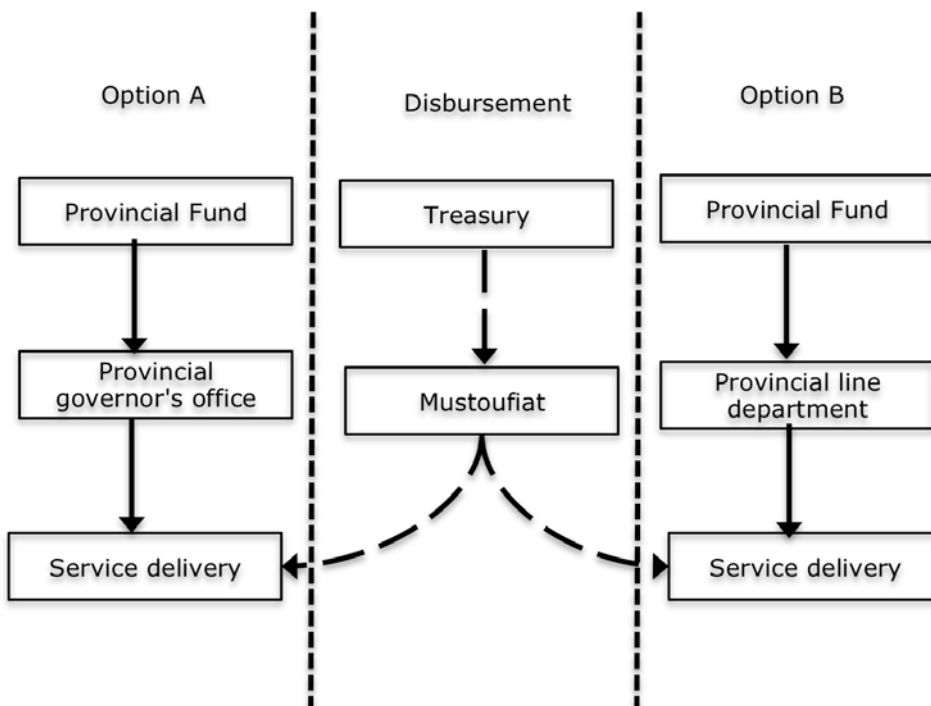 Option A
Disbursement
Option B
Provincial Fund
Treasury
Provincial Fund
Provincial
governor's office
Mustoufiat
Provincial line
department
Service delivery
Service delivery